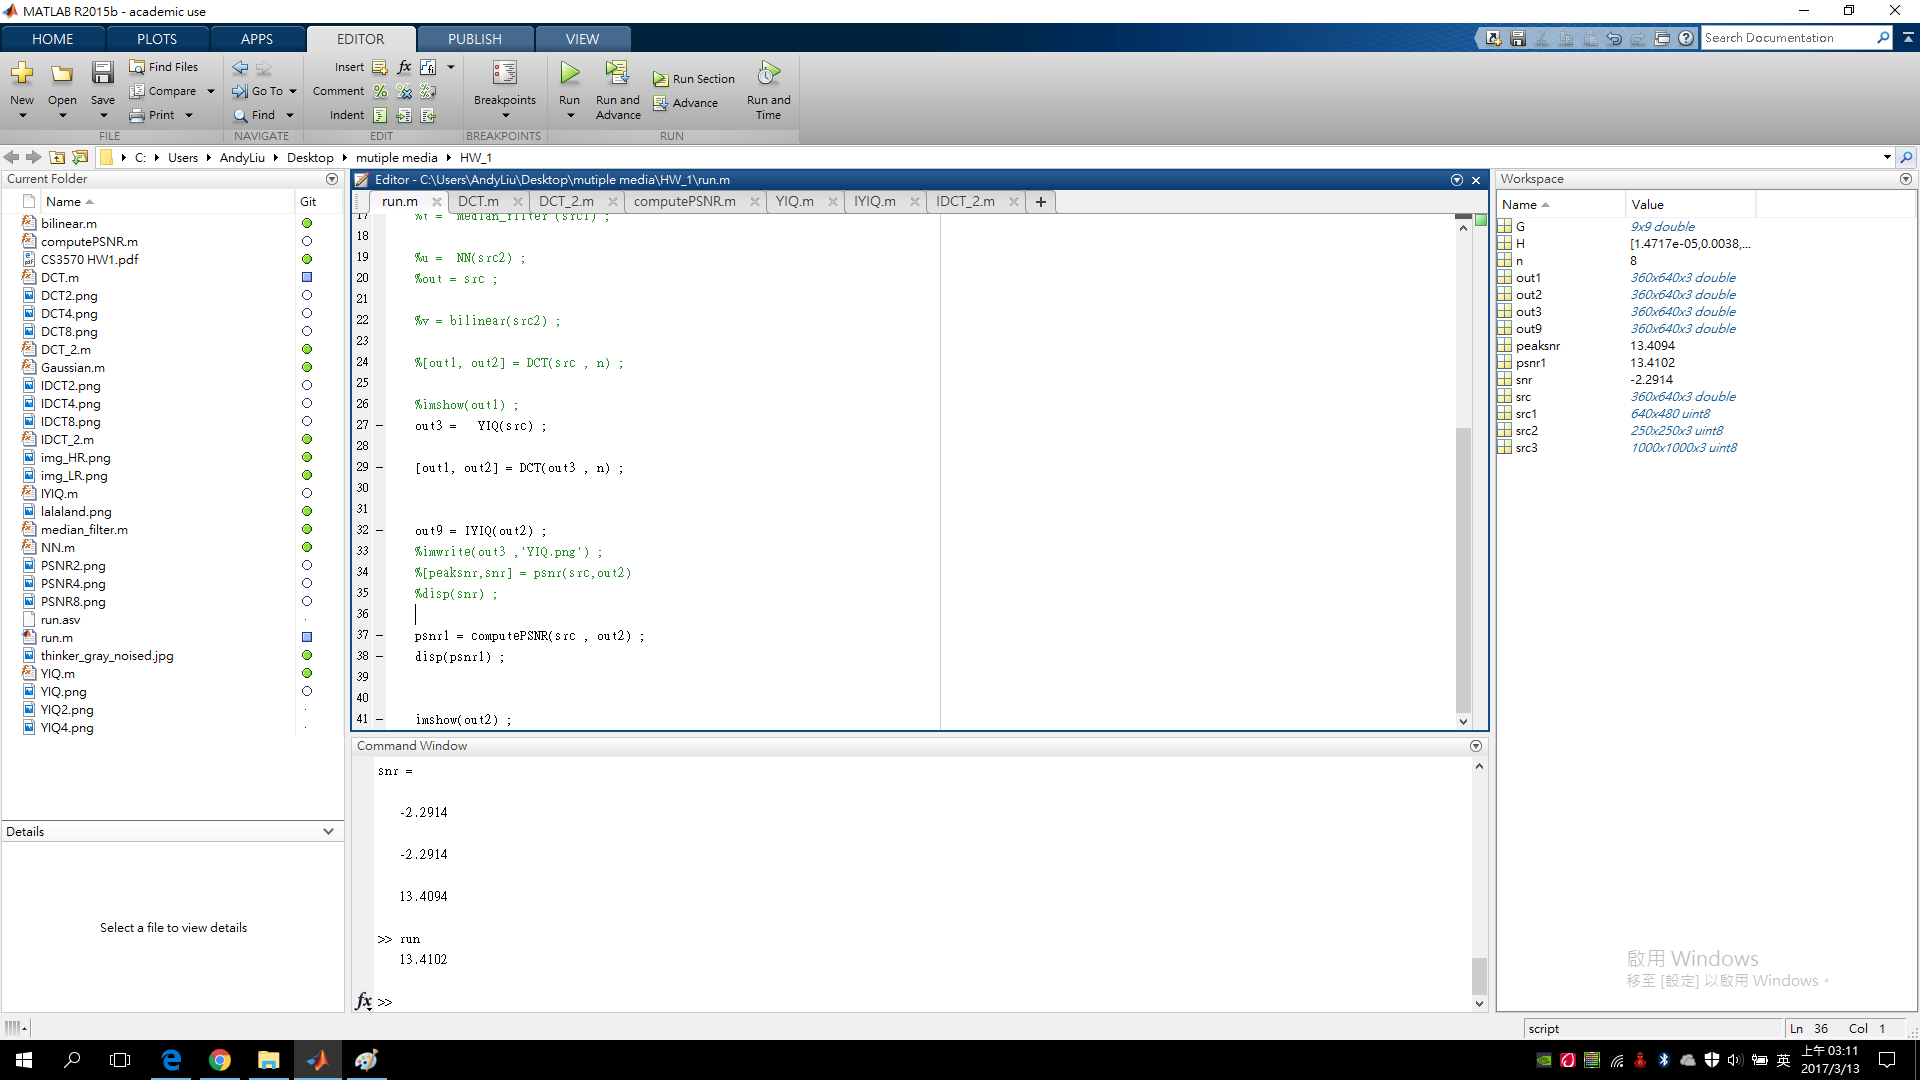 MATLAB R2015b - academic use
HOME PLOTS APPS EDITOR PUBLISH VIEW
Search Documentation
New Open Save Find Files Compare Print
Go To Find
Insert fx Comment Indent
Breakpoints
Run Run and Advance Run Section Advance Run and Time
FILE NAVIGATE EDIT BREAKPOINTS RUN
C: Users AndyLiu Desktop mutiple media HW_1
Current Folder
Name Git
bilinear.m
computePSNR.m
CS3570 HW1.pdf
DCT.m
DCT2.png
DCT4.png
DCT8.png
DCT_2.m
Gaussian.m
IDCT2.png
IDCT4.png
IDCT8.png
IDCT_2.m
img_HR.png
img_LR.png
IYIQ.m
lalaland.png
median_filter.m
NN.m
PSNR2.png
PSNR4.png
PSNR8.png
run.asv
run.m
thinker_gray_noised.jpg
YIQ.m
YIQ.png
YIQ2.png
YIQ4.png
Details
Select a file to view details
Editor - C:\Users\AndyLiu\Desktop\mutiple media\HW_1\run.m
run.m DCT.m DCT_2.m computePSNR.m YIQ.m IYIQ.m IDCT_2.m
17 %t = median_filter (src1) ;
18
19 %u = NN(src2) ;
20 %out = src ;
21
22 %v = bilinear(src2) ;
23
24 %[out1, out2] = DCT(src , n) ;
25
26 %imshow(out1) ;
27 out3 = YIQ(src) ;
28
29 [out1, out2] = DCT(out3 , n) ;
30
31
32 out9 = IYIQ(out2) ;
33 %imwrite(out3 ,'YIQ.png') ;
34 %[peaksnr,snr] = psnr(src,out2)
35 %disp(snr) ;
36
37 psnr1 = computePSNR(src , out2) ;
38 disp(psnr1) ;
39
40
41 imshow(out2) ;
Command Window
snr =
-2.2914
-2.2914
13.4094
>> run
13.4102
fx >>
Workspace
Name Value
G 9x9 double
H [1.4717e-05,0.0038,...
n 8
out1 360x640x3 double
out2 360x640x3 double
out3 360x640x3 double
out9 360x640x3 double
peaksnr 13.4094
psnr1 13.4102
snr -2.2914
src 360x640x3 double
src1 640x480 uint8
src2 250x250x3 uint8
src3 1000x1000x3 uint8
啟用 Windows
移至 [設定] 以啟用 Windows。
script Ln 36 Col 1
英 上午 03:11
2017/3/13